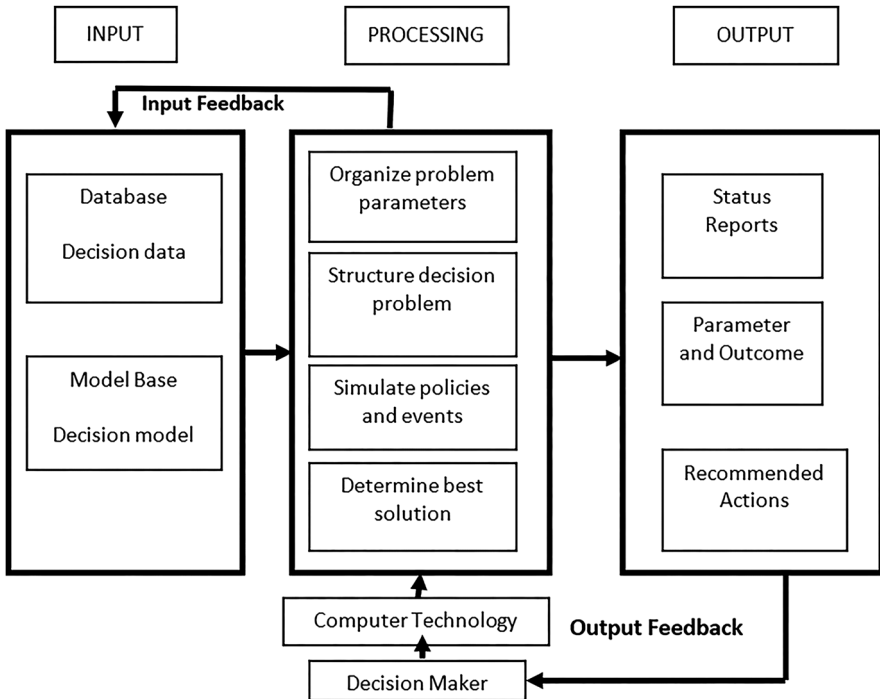 INPUT
PROCESSING
OUTPUT
Input Feedback
Database
Decision data
Model Base
Decision model
Organize problem
parameters
Structure decision
problem
Simulate policies
and events
Determine best
solution
Status
Reports
Parameter
and Outcome
Recommended
Actions
Computer Technology
Output Feedback
Decision Maker